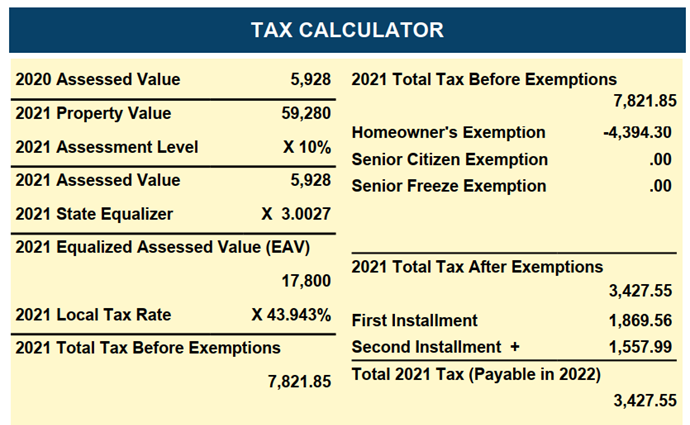 TAX CALCULATOR
2020 Assessed Value 5,928
2021 Property Value 59,280
2021 Assessment Level X 10%
2021 Assessed Value 5,928
2021 State Equalizer X 3.0027
2021 Equalized Assessed Value (EAV)
17,800
2021 Local Tax Rate X 43.943%
2021 Total Tax Before Exemptions
7,821.85
2021 Total Tax Before Exemptions
7,821.85
Homeowner's Exemption -4,394.30
Senior Citizen Exemption .00
Senior Freeze Exemption .00
2021 Total Tax After Exemptions
3,427.55
First Installment 1,869.56
Second Installment + 1,557.99
Total 2021 Tax (Payable in 2022)
3,427.55